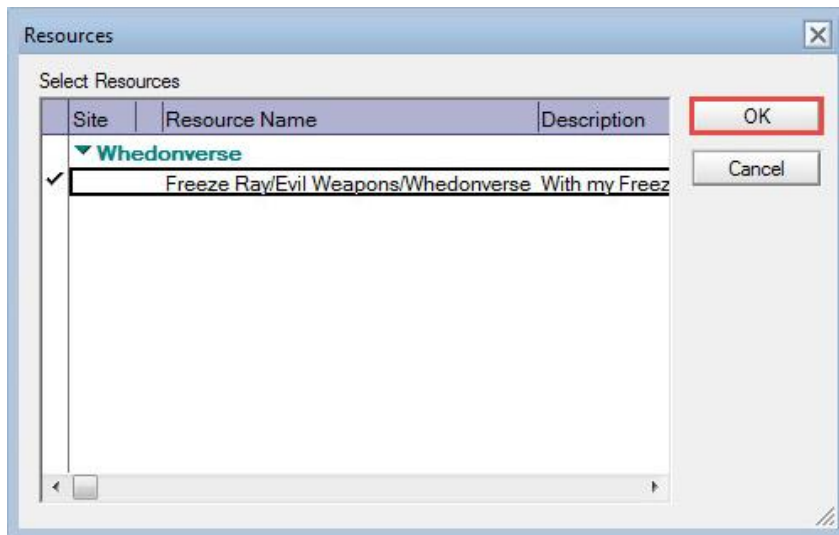 Resources
Select Resources
Site Resource Name Description
Whedonverse
Freeze Ray/Evil Weapons/Whedonverse With my Freez
OK
Cancel